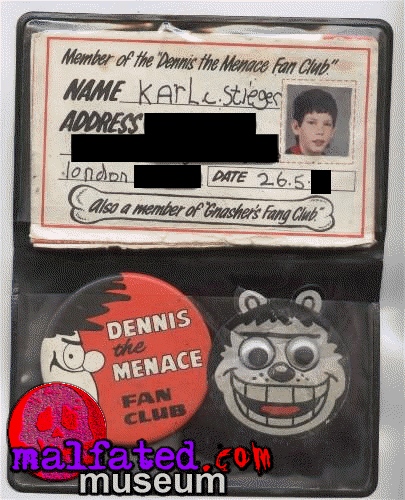 Member of the "Dennis the Menace Fan Club."
NAME KARL c. Stieger
ADDRESS
london DATE 26.5.
Also a member of "Gnasher's Fang Club"
DENNIS
the
MENACE
FAN
CLUB
malfated.com
museum